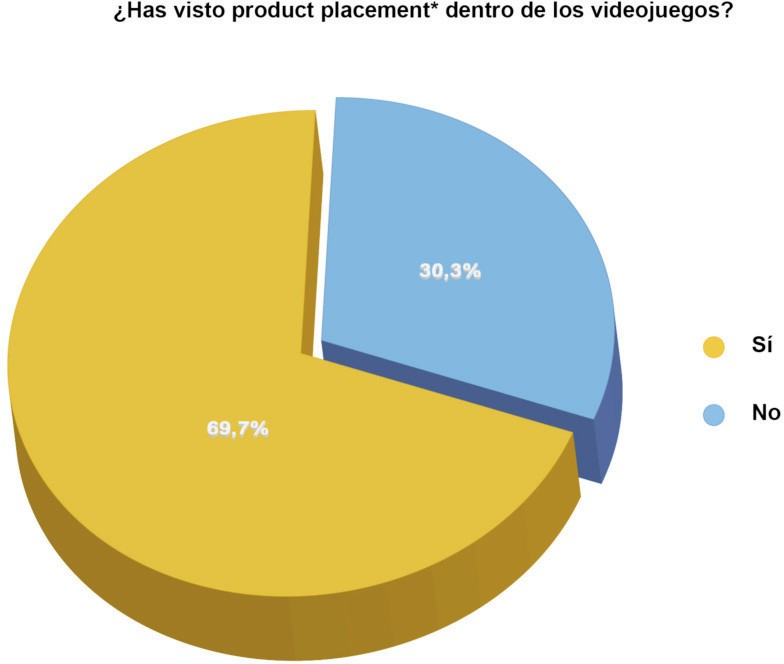 ¿Has visto product placement* dentro de los videojuegos?
30,3%
69,7%
Sí
No